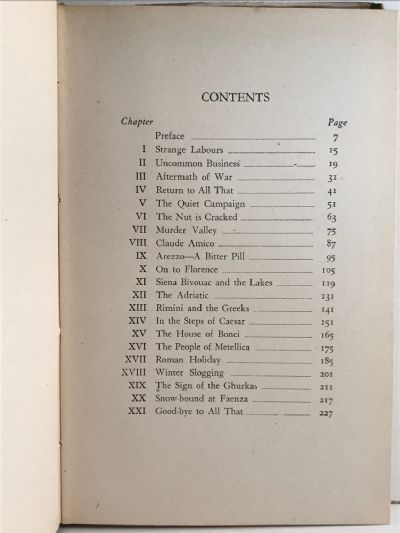 CONTENTS
Chapter Page
Preface 7
I Strange Labours 15
II Uncommon Business 19
III Aftermath of War 31
IV Return to All That 41
V The Quiet Campaign 51
VI The Nut is Cracked 63
VII Murder Valley 75
VIII Claude Amico 87
IX Arezzo—A Bitter Pill 95
X On to Florence 105
XI Siena Bivouac and the Lakes 119
XII The Adriatic 131
XIII Rimini and the Greeks 141
XIV In the Steps of Caesar 151
XV The House of Bonci 165
XVI The People of Metellica 175
XVII Roman Holiday 185
XVIII Winter Slogging 201
XIX The Sign of the Ghurkas 211
XX Snow-bound at Faenza 217
XXI Good-bye to All That 227